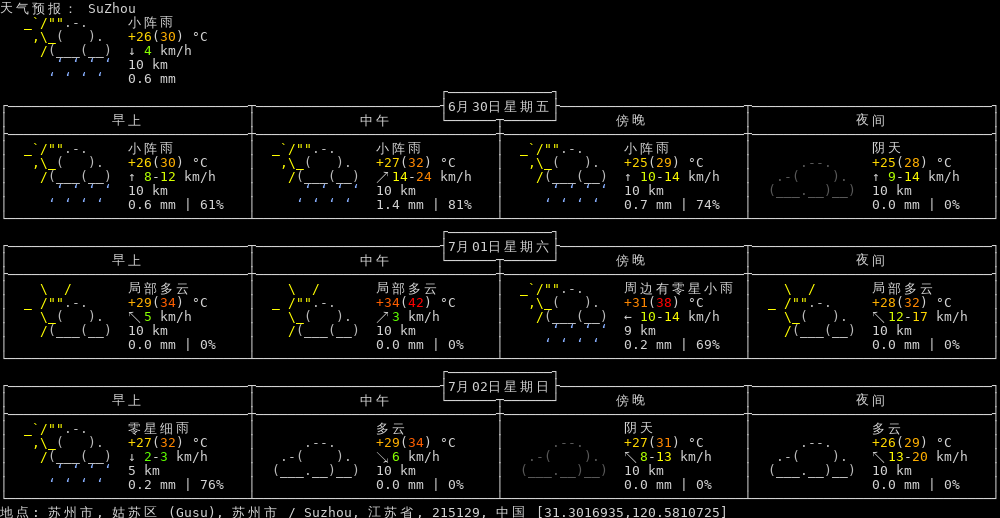 天气预报: SuZhou
小阵雨
+26(30) °C
↓ 4 km/h
10 km
0.6 mm
6月30日星期五
早上 中午 傍晚 夜间
小阵雨 小阵雨 小阵雨 阴天
+26(30) °C +27(32) °C +25(29) °C +25(28) °C
↑ 8-12 km/h ↗ 14-24 km/h ↑ 10-14 km/h ↑ 9-14 km/h
10 km 10 km 10 km 10 km
0.6 mm | 61% 1.4 mm | 81% 0.7 mm | 74% 0.0 mm | 0%
7月01日星期六
早上 中午 傍晚 夜间
局部多云 局部多云 周边有零星小雨 局部多云
+29(34) °C +34(42) °C +31(38) °C +28(32) °C
↖ 5 km/h ↗ 3 km/h ← 10-14 km/h ↖ 12-17 km/h
10 km 10 km 9 km 10 km
0.0 mm | 0% 0.0 mm | 0% 0.2 mm | 69% 0.0 mm | 0%
7月02日星期日
早上 中午 傍晚 夜间
零星细雨 多云 阴天 多云
+27(32) °C +29(34) °C +27(31) °C +26(29) °C
↓ 2-3 km/h ↘ 6 km/h ↖ 8-13 km/h ↖ 13-20 km/h
5 km 10 km 10 km 10 km
0.2 mm | 76% 0.0 mm | 0% 0.0 mm | 0% 0.0 mm | 0%
地点: 苏州市, 姑苏区 (Gusu), 苏州市 / Suzhou, 江苏省, 215129, 中国 [31.3016935,120.5810725]